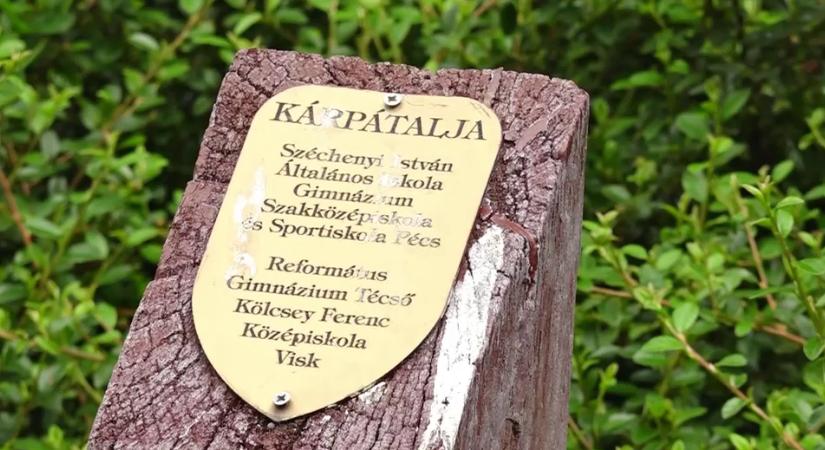 KÁRPÁTALJA
Széchenyi István
Általános Iskola
Gimnázium
Szakközépiskola
és Sportiskola Pécs
Református
Gimnázium Técső
Kölcsey Ferenc
Középiskola
Visk